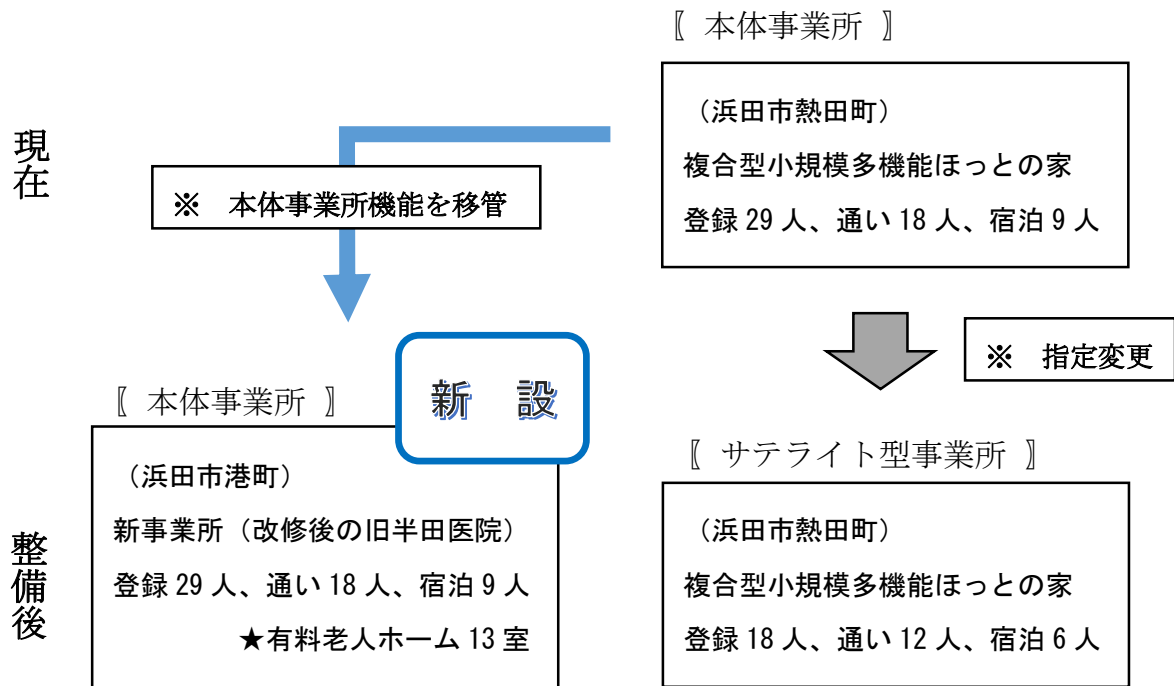 〖 本体事業所 〗
現在
（浜田市熱田町）
複合型小規模多機能ほっとの家
登録 29 人、通い 18 人、宿泊 9 人
※　本体事業所機能を移管
※　指定変更
新　設
整備後
〖 本体事業所 〗
（浜田市港町）
新事業所（改修後の旧半田医院）
登録 29 人、通い 18 人、宿泊 9 人
★有料老人ホーム 13 室
〖 サテライト型事業所 〗
（浜田市熱田町）
複合型小規模多機能ほっとの家
登録 18 人、通い 12 人、宿泊 6 人